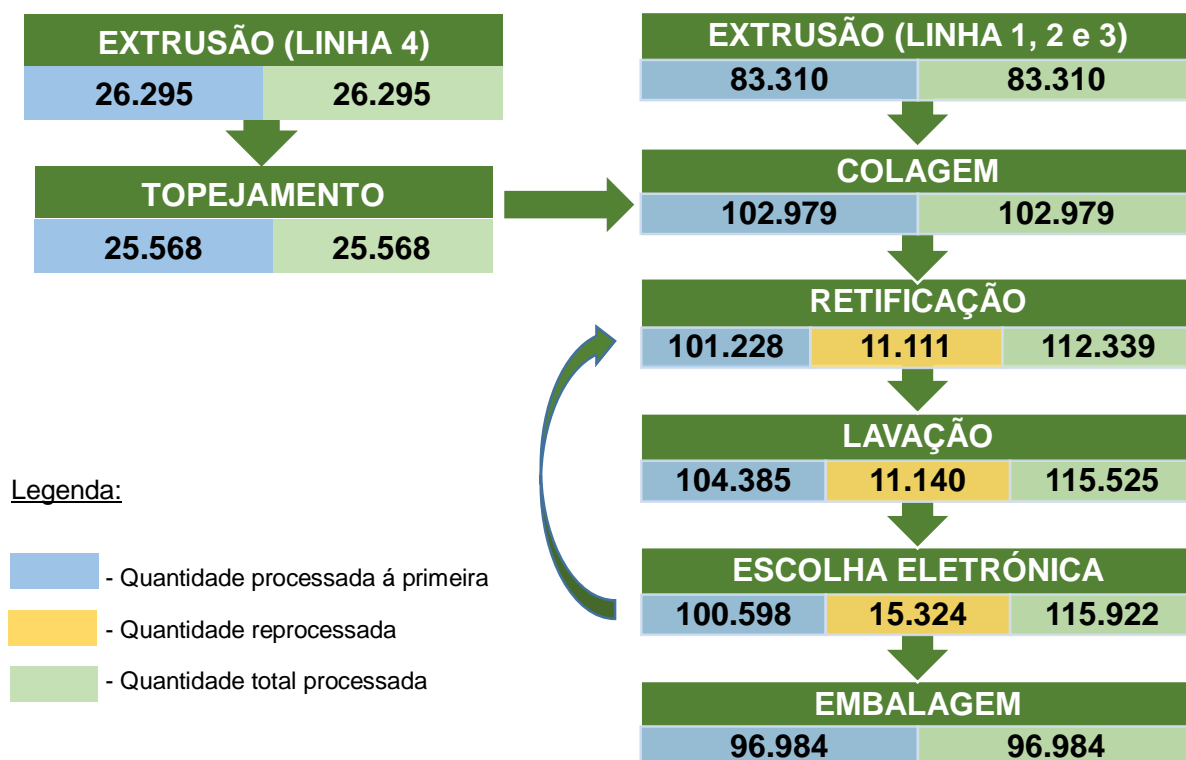 EXTRUSÃO (LINHA 4)
26.295 26.295
TOPEJAMENTO
25.568 25.568
EXTRUSÃO (LINHA 1, 2 e 3)
83.310 83.310
COLAGEM
102.979 102.979
RETIFICAÇÃO
101.228 11.111 112.339
LAVAÇÃO
104.385 11.140 115.525
ESCOLHA ELETRÓNICA
100.598 15.324 115.922
EMBALAGEM
96.984 96.984
Legenda:
- Quantidade processada á primeira
- Quantidade reprocessada
- Quantidade total processada